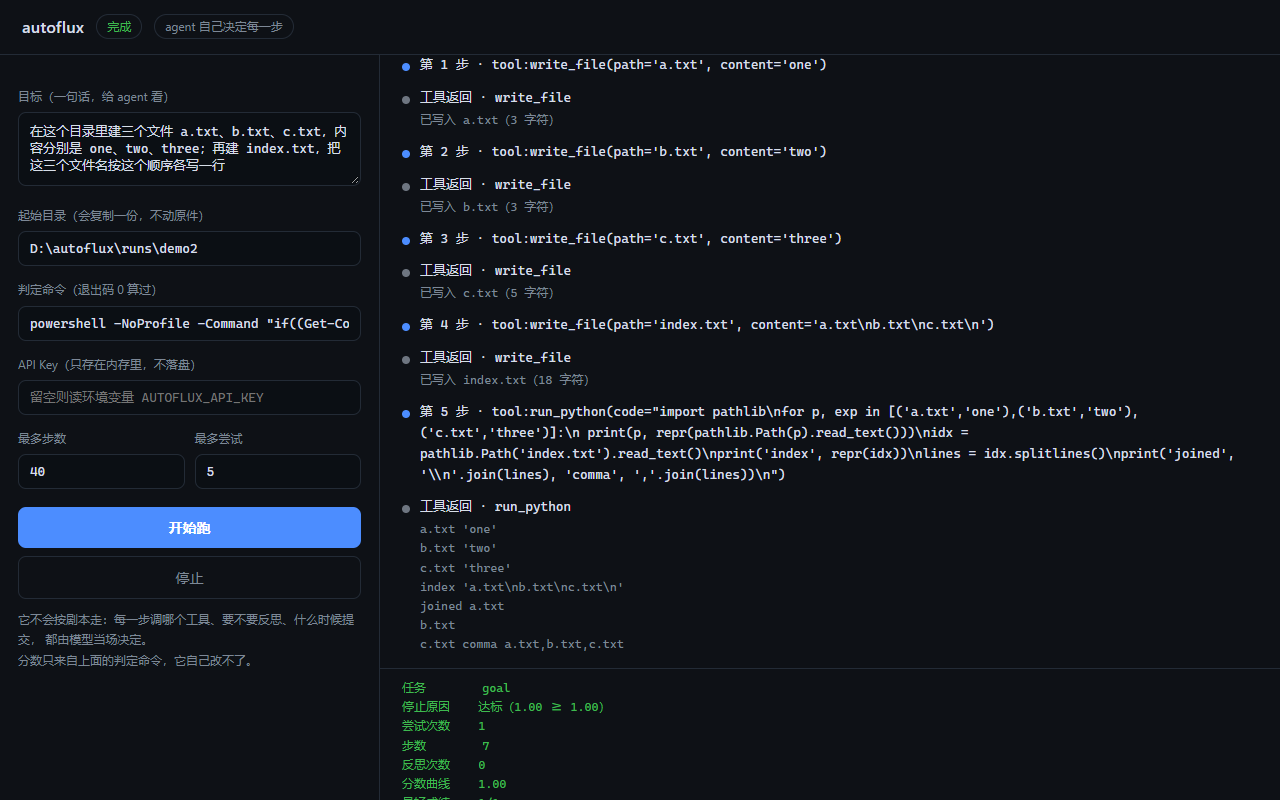 autoflux 完成 agent 自己决定每一步
目标（一句话，给 agent 看）
在这个目录里建三个文件 a.txt、b.txt、c.txt，内
容分别是 one、two、three；再建 index.txt，把
这三个文件名按这个顺序各写一行
起始目录（会复制一份，不动原件）
D:\autoflux\runs\demo2
判定命令（退出码 0 算过）
powershell -NoProfile -Command "if((Get-Co
API Key（只存在内存里，不落盘）
留空则读环境变量 AUTOFLUX_API_KEY
最多步数 最多尝试
40 5
开始跑
停止
它不会按剧本走：每一步调哪个工具、要不要反思、什么时候提
交， 都由模型当场决定。
分数只来自上面的判定命令，它自己改不了。
第 1 步 · tool:write_file(path='a.txt', content='one')
工具返回 · write_file
已写入 a.txt (3 字符)
第 2 步 · tool:write_file(path='b.txt', content='two')
工具返回 · write_file
已写入 b.txt (3 字符)
第 3 步 · tool:write_file(path='c.txt', content='three')
工具返回 · write_file
已写入 c.txt (5 字符)
第 4 步 · tool:write_file(path='index.txt', content='a.txt\nb.txt\nc.txt\n')
工具返回 · write_file
已写入 index.txt (18 字符)
第 5 步 · tool:run_python(code="import pathlib\nfor p, exp in [('a.txt','one'),('b.txt','two'),
('c.txt','three')]:\n print(p, repr(pathlib.Path(p).read_text()))\nidx =
pathlib.Path('index.txt').read_text()\nprint('index', repr(idx))\nlines = idx.splitlines()\nprint('joined',
'\\n'.join(lines), 'comma', ','.join(lines))\n")
工具返回 · run_python
a.txt 'one'
b.txt 'two'
c.txt 'three'
index 'a.txt\nb.txt\nc.txt\n'
joined a.txt
b.txt
c.txt comma a.txt,b.txt,c.txt
任务 goal
停止原因 达标 (1.00 ≥ 1.00)
尝试次数 1
步数 7
反思次数 0
分数曲线 1.00